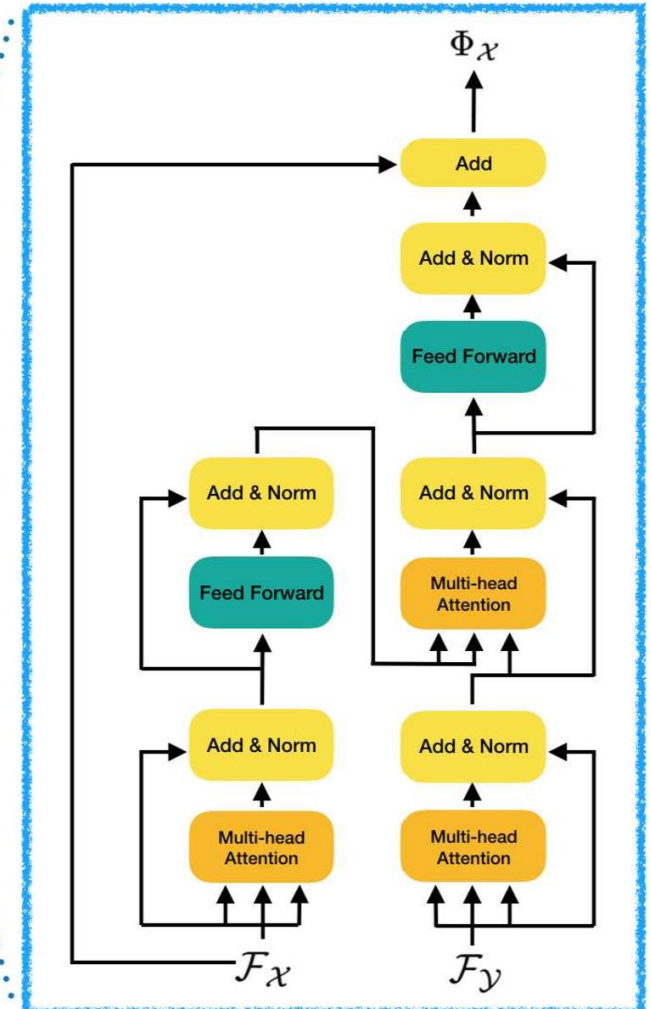 Φ𝒳
Add
Add & Norm
Feed Forward
Add & Norm
Add & Norm
Feed Forward
Multi-head
Attention
Add & Norm
Add & Norm
Multi-head
Attention
Multi-head
Attention
ℱ𝒳
ℱ𝒴